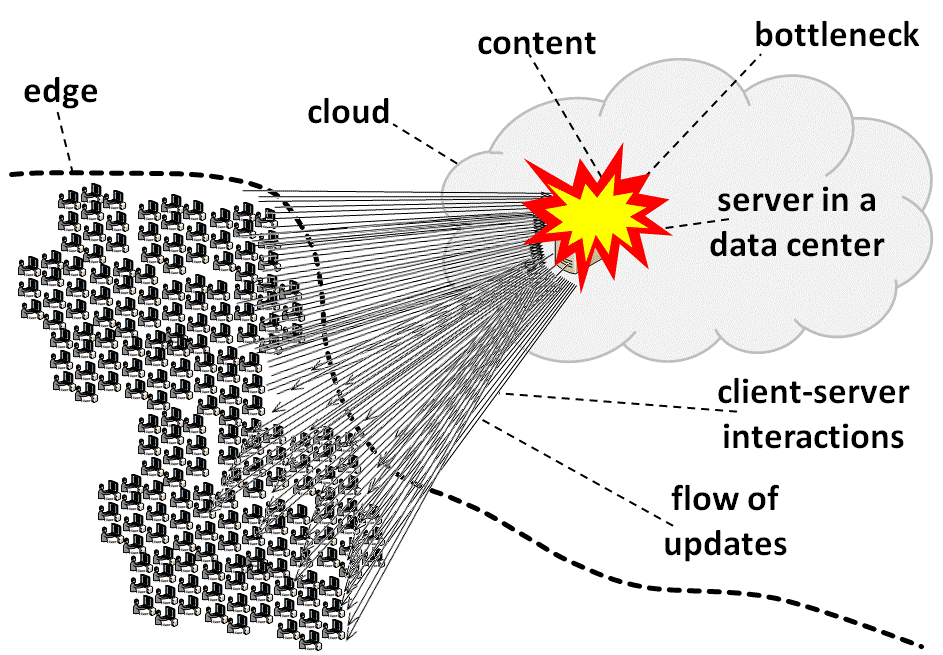 content
bottleneck
edge
cloud
server in a
data center
client-server
interactions
flow of
updates